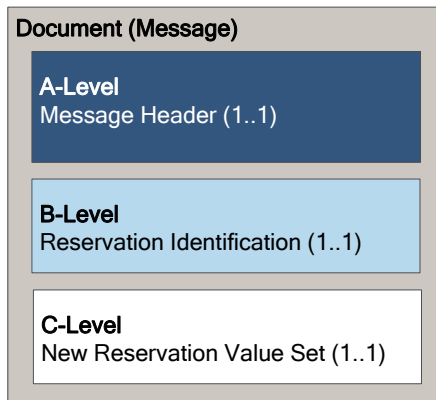 Document (Message)
A-Level
Message Header (1..1)
B-Level
Reservation Identification (1..1)
C-Level
New Reservation Value Set (1..1)